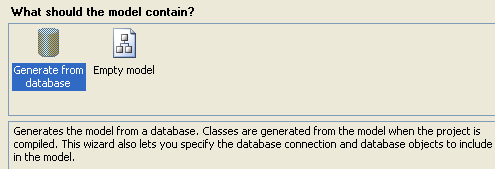 What should the model contain?
Generate from Empty model
database
Generates the model from a database. Classes are generated from the model when the project is
compiled. This wizard also lets you specify the database connection and database objects to include
in the model.